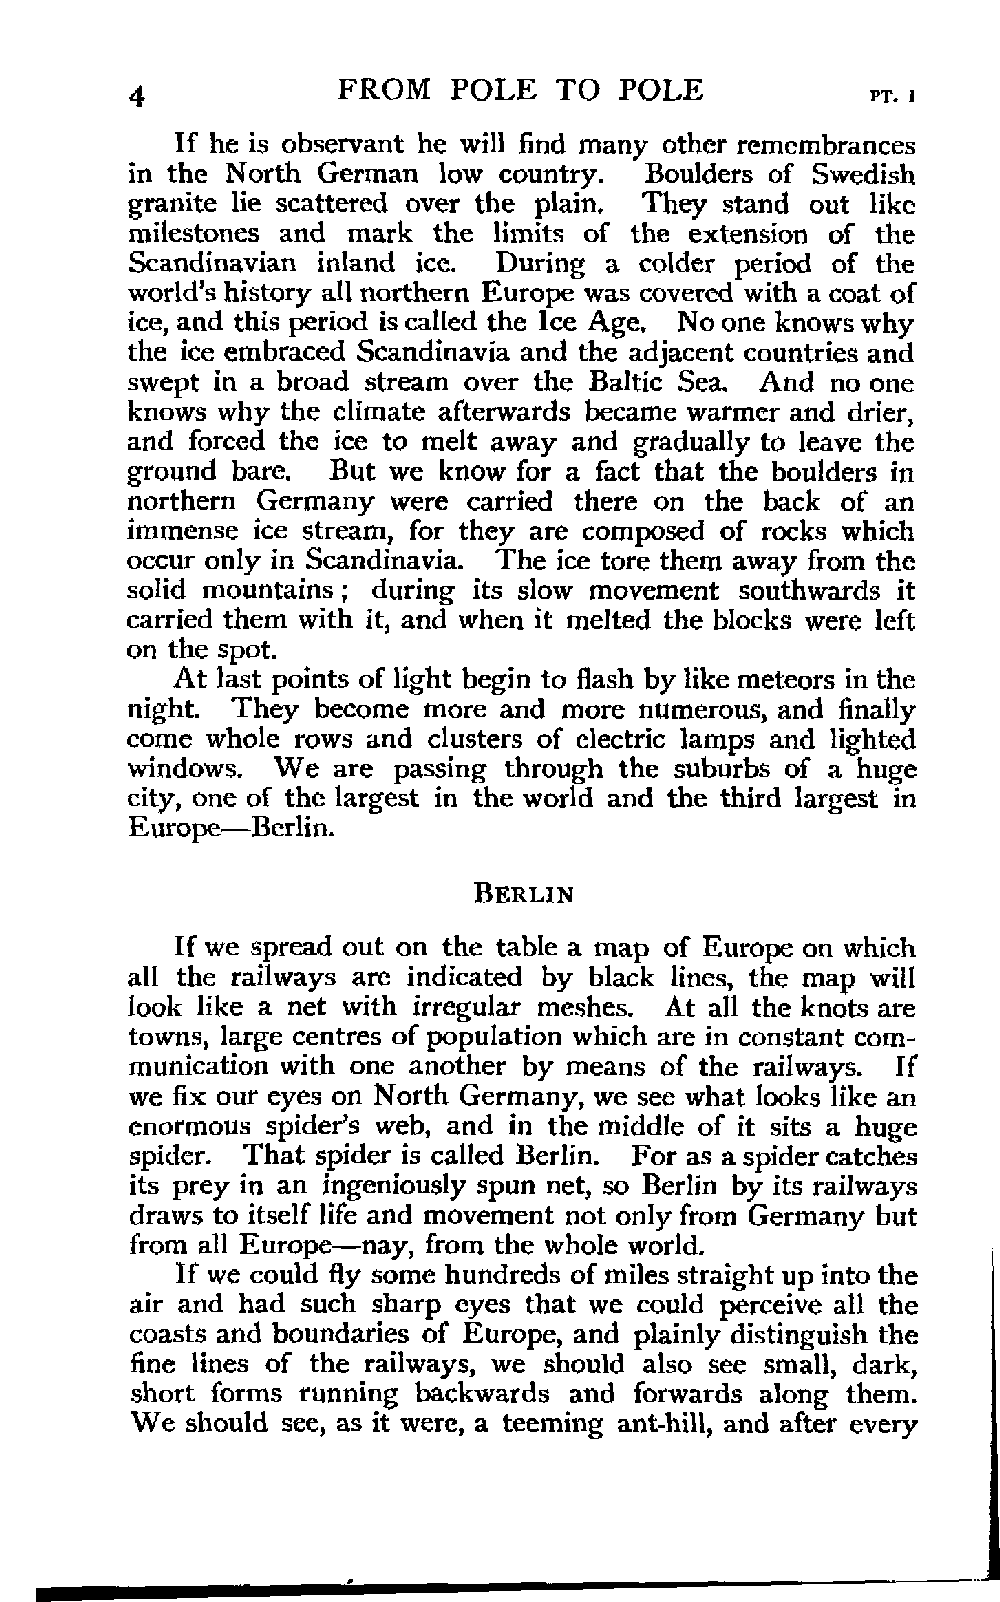 4 FROM POLE TO POLE PT. I
If he is observant he will find many other remembrances
in the North German low country. Boulders of Swedish
granite lie scattered over the plain. They stand out like
milestones and mark the limits of the extension of the
Scandinavian inland ice. During a colder period of the
world's history all northern Europe was covered with a coat of
ice, and this period is called the Ice Age. No one knows why
the ice embraced Scandinavia and the adjacent countries and
swept in a broad stream over the Baltic Sea. And no one
knows why the climate afterwards became warmer and drier,
and forced the ice to melt away and gradually to leave the
ground bare. But we know for a fact that the boulders in
northern Germany were carried there on the back of an
immense ice stream, for they are composed of rocks which
occur only in Scandinavia. The ice tore them away from the
solid mountains; during its slow movement southwards it
carried them with it, and when it melted the blocks were left
on the spot.
At last points of light begin to flash by like meteors in the
night. They become more and more numerous, and finally
come whole rows and clusters of electric lamps and lighted
windows. We are passing through the suburbs of a huge
city, one of the largest in the world and the third largest in
Europe—Berlin.
BERLIN
If we spread out on the table a map of Europe on which
all the railways are indicated by black lines, the map will
look like a net with irregular meshes. At all the knots are
towns, large centres of population which are in constant com-
munication with one another by means of the railways. If
we fix our eyes on North Germany, we see what looks like an
enormous spider's web, and in the middle of it sits a huge
spider. That spider is called Berlin. For as a spider catches
its prey in an ingeniously spun net, so Berlin by its railways
draws to itself life and movement not only from Germany but
from all Europe—nay, from the whole world.
If we could fly some hundreds of miles straight up into the
air and had such sharp eyes that we could perceive all the
coasts and boundaries of Europe, and plainly distinguish the
fine lines of the railways, we should also see small, dark,
short forms running backwards and forwards along them.
We should see, as it were, a teeming ant-hill, and after every